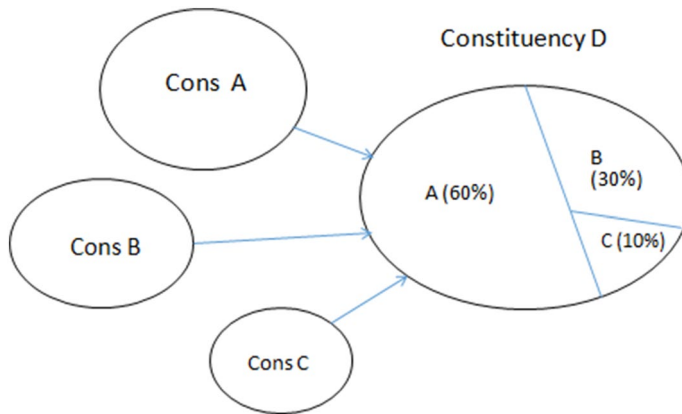 Constituency D
Cons A
B
(30%)
A (60%)
Cons B
C (10%)
Cons C